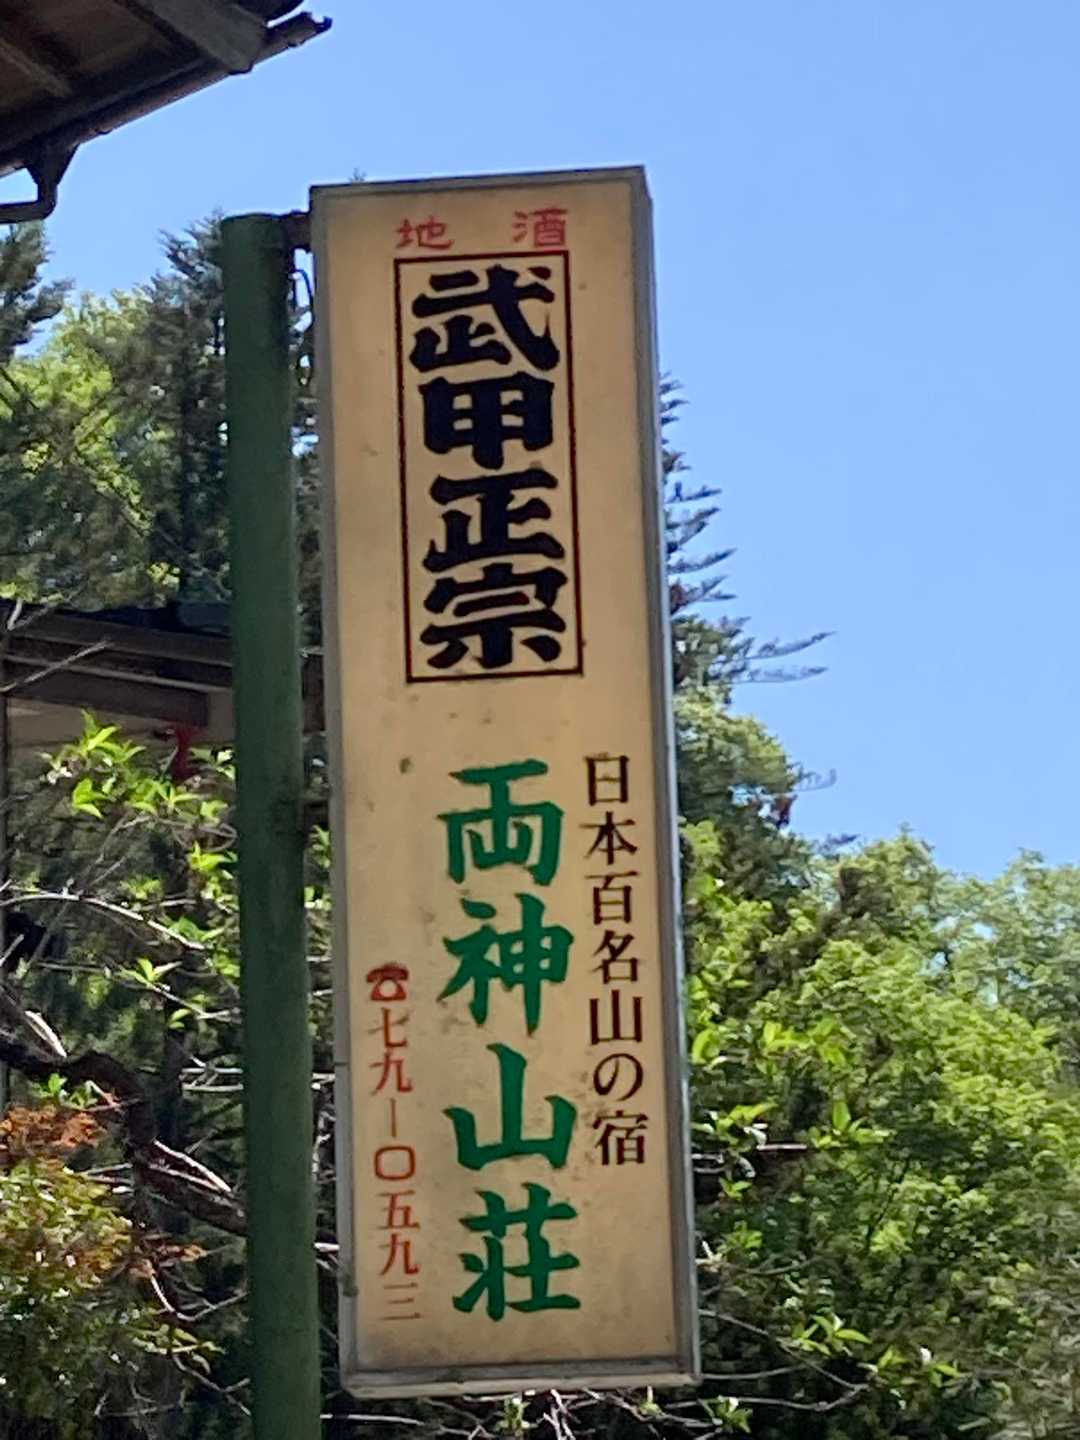 地酒
武甲正宗
日本百名山の宿
両神山荘
☎七九ー〇五九三